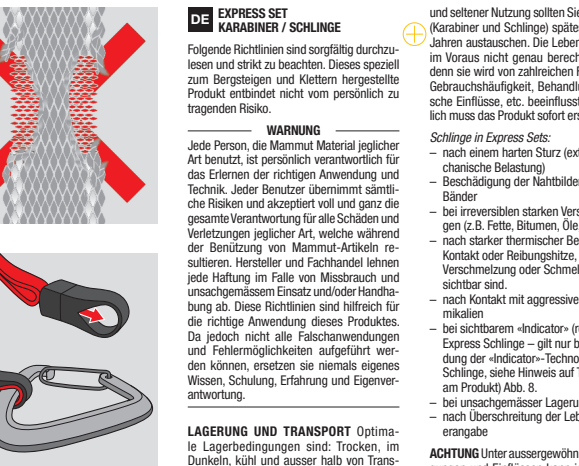 DE
EXPRESS SET
KARABINER / SCHLINGE
Folgende Richtlinien sind sorgfältig durchzu-
lesen und strikt zu beachten. Dieses speziell
zum Bergsteigen und Klettern hergestellte
Produkt entbindet nicht vom persönlich zu
tragenden Risiko.
WARNUNG
Jede Person, die Mammut Material jeglicher
Art benutzt, ist persönlich verantwortlich für
das Erlernen der richtigen Anwendung und
Technik. Jeder Benutzer übernimmt sämtli-
che Risiken und akzeptiert voll und ganz die
gesamte Verantwortung für alle Schäden und
Verletzungen jeglicher Art, welche während
der Benützung von Mammut-Artikeln re-
sultieren. Hersteller und Fachhandel lehnen
jede Haftung im Falle von Missbrauch und
unsachgemässem Einsatz und/oder Handha-
bung ab. Diese Richtlinien sind hilfreich für
die richtige Anwendung dieses Produktes.
Da jedoch nicht alle Falschanwendungen
und Fehlermöglichkeiten aufgeführt wer-
den können, ersetzen sie niemals eigenes
Wissen, Schulung, Erfahrung und Eigenver-
antwortung.
LAGERUNG UND TRANSPORT Optima-
le Lagerbedingungen sind: Trocken, im
Dunkeln, kühl und ausser halb von Trans-
und seltener Nutzung sollten Sie
(Karabiner und Schlinge) späte
Jahren austauschen. Die Leben
im Voraus nicht genau berech
denn sie wird von zahlreichen
Gebrauchshäufigkeit, Behandlu
sche Einflüsse, etc. beeinfluss
lich muss das Produkt sofort ers
Schlinge in Express Sets:
– nach einem harten Sturz (ext
chanische Belastung)
– Beschädigung der Nahtbilder
Bänder
– bei irreversiblen starken Vers
gen (z.B. Fette, Bitumen, Öle
– nach starker thermischer Be
Kontakt oder Reibungshitze,
Verschmelzung oder Schmel
sichtbar sind.
– nach Kontakt mit aggressive
mikalien
– bei sichtbarem «Indicator» (r
Express Schlinge – gilt nur b
dung der «Indicator»-Techno
Schlinge, siehe Hinweis auf
am Produkt) Abb. 8.
– bei unsachgemässer Lageru
– nach Überschreitung der Leb
erangabe
ACHTUNG Unter aussergewöhn